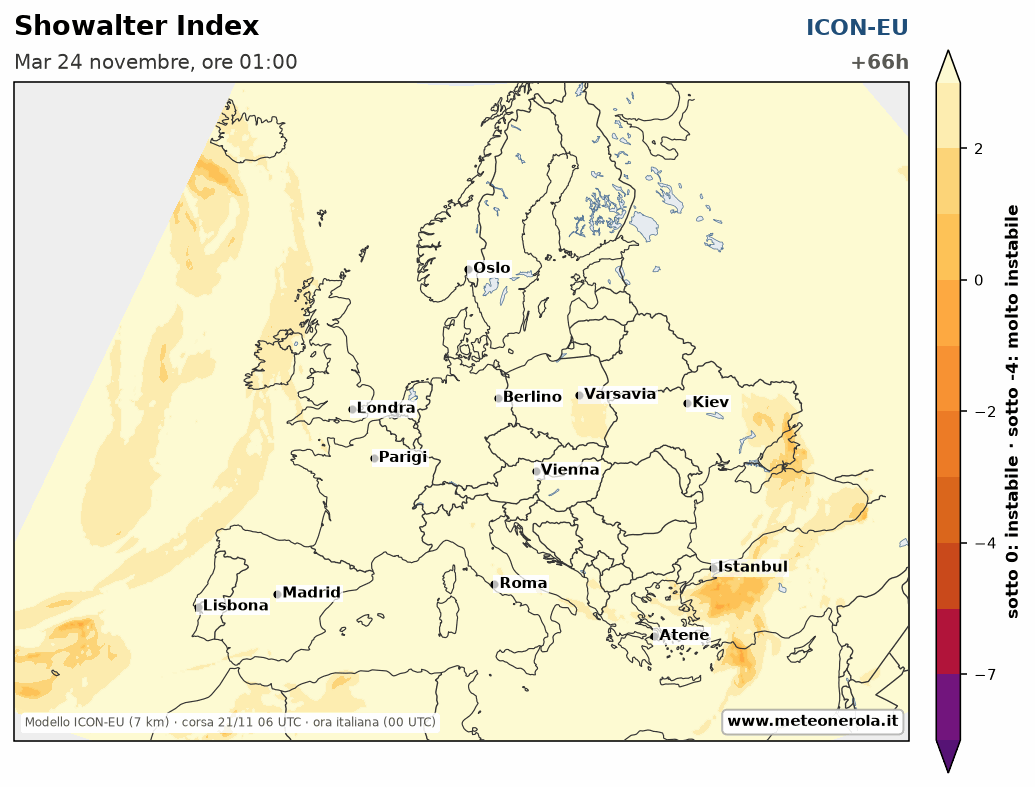 Showalter Index
ICON-EU
Mar 24 novembre, ore 01:00
+66h
Oslo
Berlino
Varsavia
Kiev
Londra
Parigi
Vienna
Istanbul
Roma
Madrid
Lisbona
Atene
2
0
−2
−4
−7
sotto 0: instabile · sotto -4: molto instabile
Modello ICON-EU (7 km) · corsa 21/11 06 UTC · ora italiana (00 UTC)
www.meteonerola.it